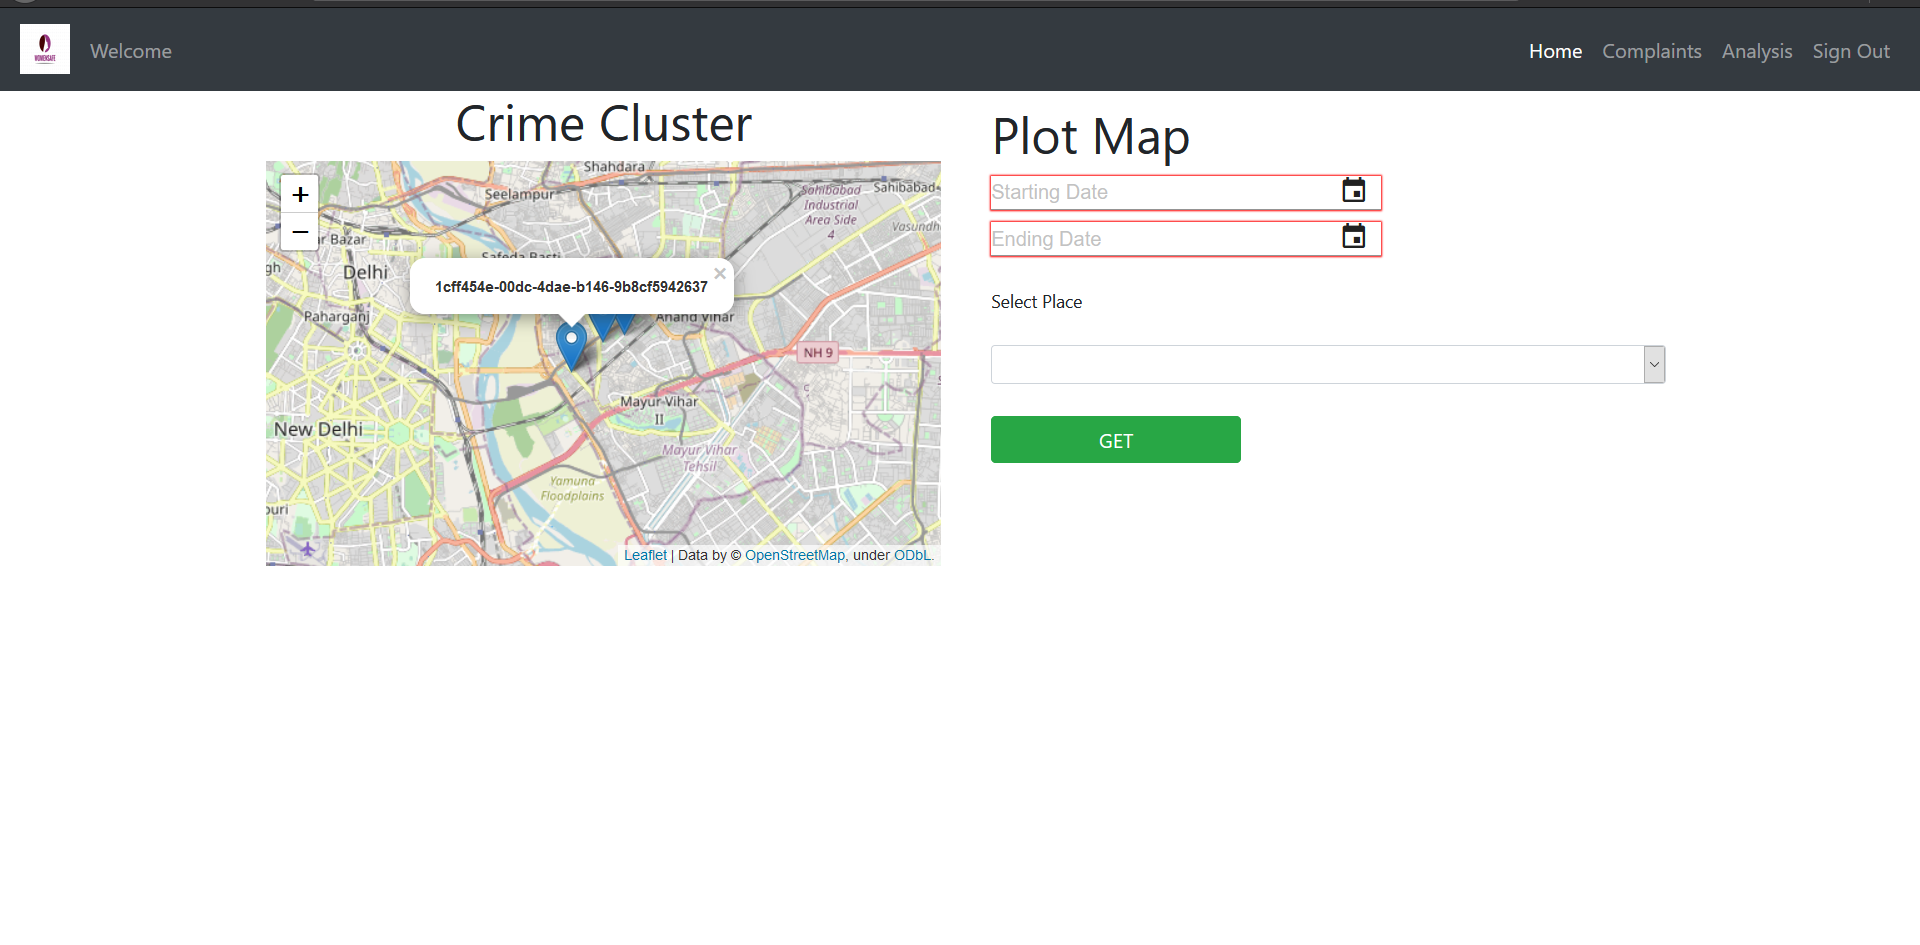 WOMENSAFE
Welcome
Home
Complaints
Analysis
Sign Out
Crime Cluster
+
−
Shahdara
Seelampur
Sahibabad
Industrial
Area Side
4
Sahibabad
Vasundh
ar Bazar
Delhi
gh
Safeda Basti
×
1cff454e-00dc-4dae-b146-9b8cf5942637
Paharganj
Anand Vihar
NH 9
Mayur Vihar
II
New Delhi
Mayur Vihar
Tehsil
Yamuna
Floodplains
puri
Leaflet | Data by © OpenStreetMap, under ODbL.
Plot Map
Starting Date
Ending Date
Select Place
GET